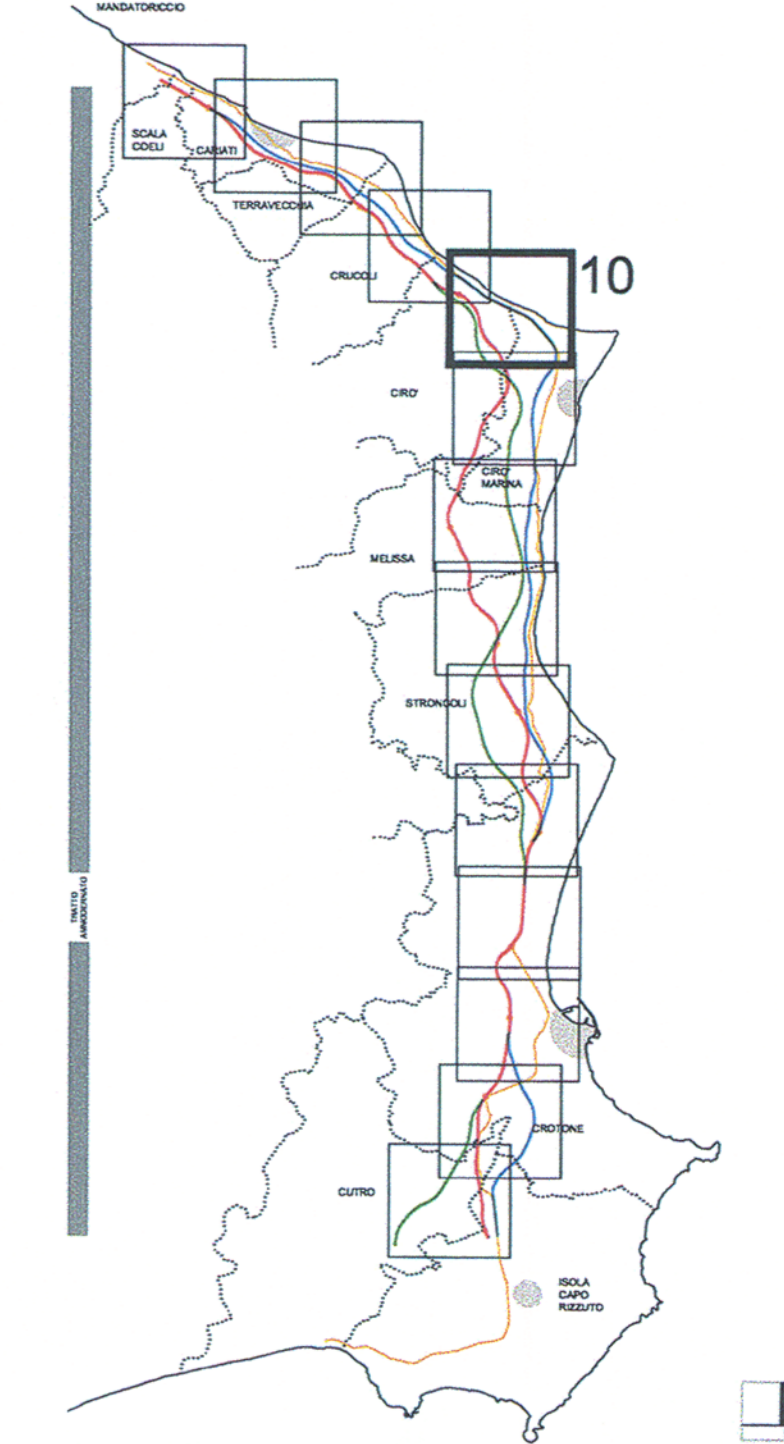 MANDATORICCIO
SCALA
COELI
CARIATI
TERRAVECCHIA
CRUCOLI
10
CIRO'
CIRO'
MARINA
MELISSA
STRONGOLI
TRATTO
AMMODERNATO
CROTONE
CUTRO
ISOLA
CAPO
RIZZUTO